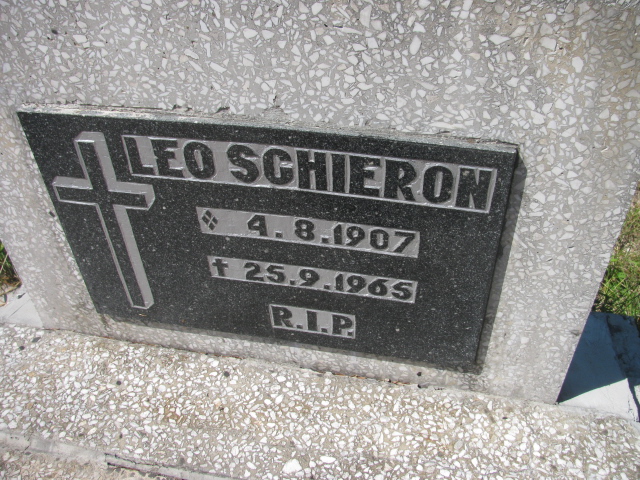 LEO SCHIERON
4.8.1907
✝ 25.9.1965
R.I.P.